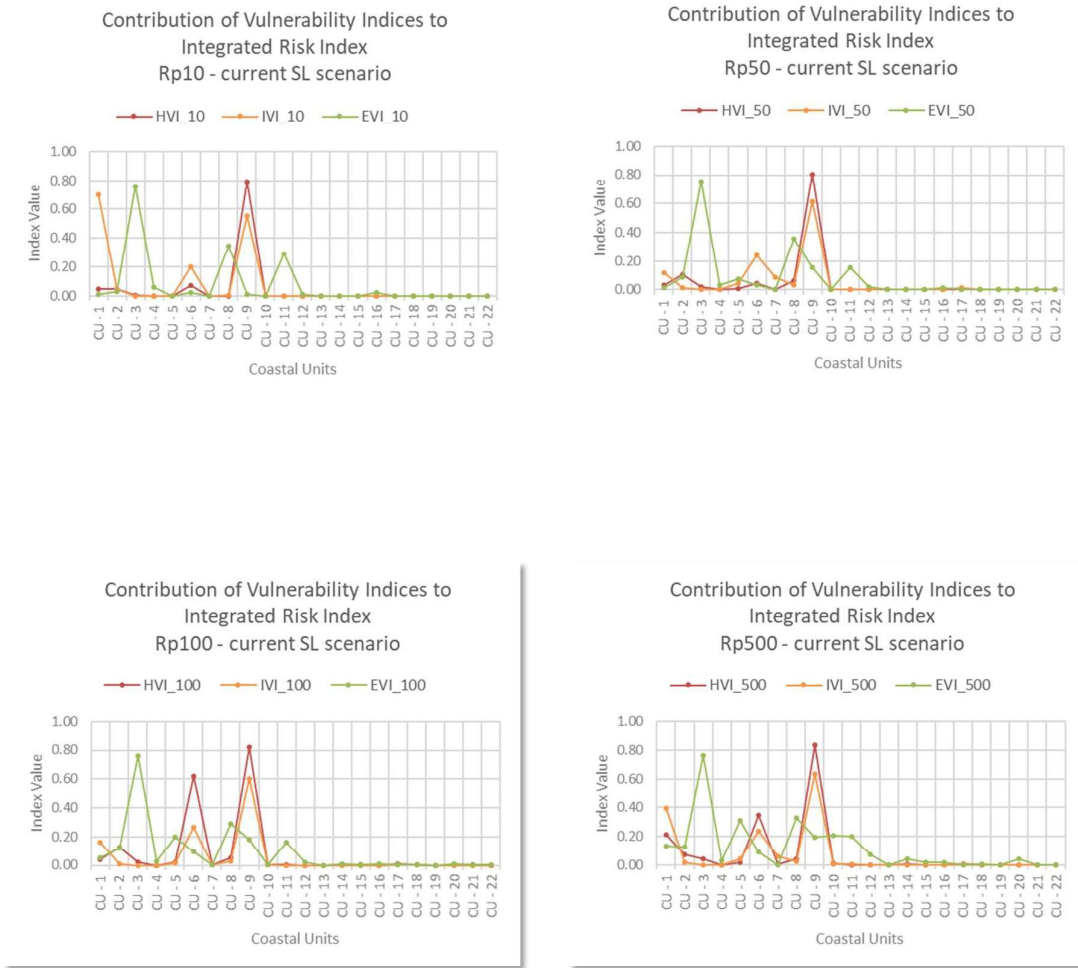 Contribution of Vulnerability Indices to
Integrated Risk Index
Rp10 - current SL scenario
HVI_10 IVI_10 EVI_10
1.00
0.80
0.60
0.40
0.20
0.00
Index Value
CU - 1 CU - 2 CU - 3 CU - 4 CU - 5 CU - 6 CU - 7 CU - 8 CU - 9 CU - 10 CU - 11 CU - 12 CU - 13 CU - 14 CU - 15 CU - 16 CU - 17 CU - 18 CU - 19 CU - 20 CU - 21 CU - 22
Coastal Units
Contribution of Vulnerability Indices to
Integrated Risk Index
Rp50 - current SL scenario
HVI_50 IVI_50 EVI_50
1.00
0.80
0.60
0.40
0.20
0.00
Index Value
CU - 1 CU - 2 CU - 3 CU - 4 CU - 5 CU - 6 CU - 7 CU - 8 CU - 9 CU - 10 CU - 11 CU - 12 CU - 13 CU - 14 CU - 15 CU - 16 CU - 17 CU - 18 CU - 19 CU - 20 CU - 21 CU - 22
Coastal Units
Contribution of Vulnerability Indices to
Integrated Risk Index
Rp100 - current SL scenario
HVI_100 IVI_100 EVI_100
1.00
0.80
0.60
0.40
0.20
0.00
Index Value
CU - 1 CU - 2 CU - 3 CU - 4 CU - 5 CU - 6 CU - 7 CU - 8 CU - 9 CU - 10 CU - 11 CU - 12 CU - 13 CU - 14 CU - 15 CU - 16 CU - 17 CU - 18 CU - 19 CU - 20 CU - 21 CU - 22
Coastal Units
Contribution of Vulnerability Indices to
Integrated Risk Index
Rp500 - current SL scenario
HVI_500 IVI_500 EVI_500
1.00
0.80
0.60
0.40
0.20
0.00
Index Value
CU - 1 CU - 2 CU - 3 CU - 4 CU - 5 CU - 6 CU - 7 CU - 8 CU - 9 CU - 10 CU - 11 CU - 12 CU - 13 CU - 14 CU - 15 CU - 16 CU - 17 CU - 18 CU - 19 CU - 20 CU - 21 CU - 22
Coastal Units